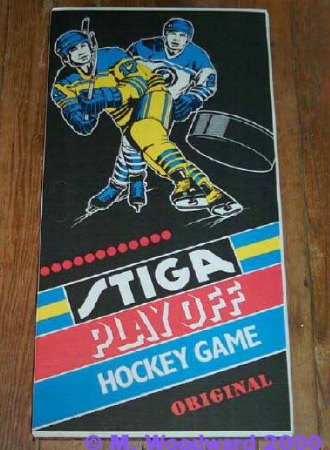 STIGA
PLAY OFF
HOCKEY GAME
ORIGINAL
© M. Woodward 2000